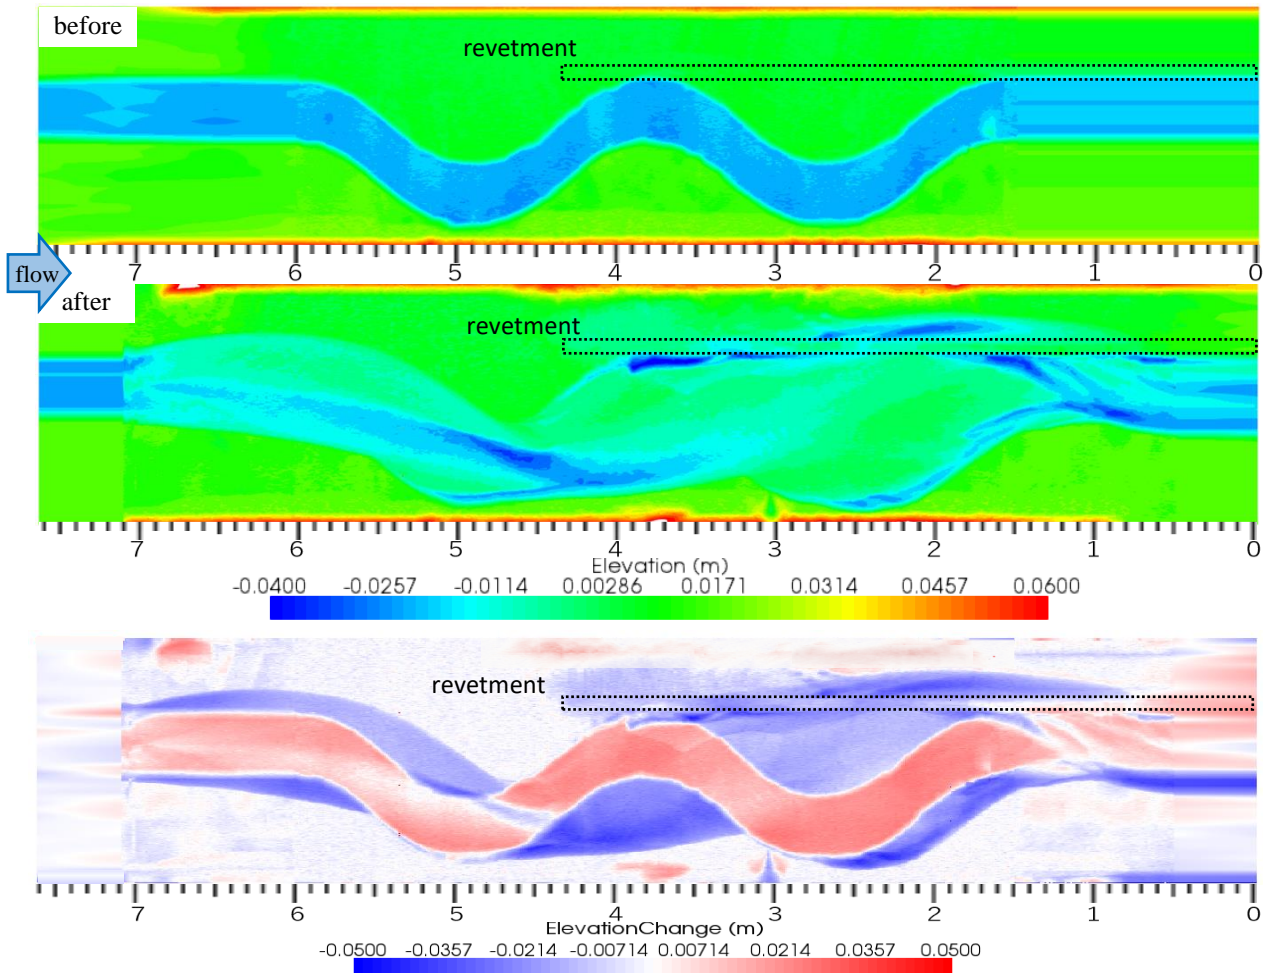 before
revetment
7 6 5 4 3 2 1 0
flow
after
revetment
7 6 5 4 3 2 1 0
Elevation (m)
-0.0400 -0.0257 -0.0114 0.00286 0.0171 0.0314 0.0457 0.0600
revetment
7 6 5 4 3 2 1 0
ElevationChange (m)
-0.0500 -0.0357 -0.0214 -0.00714 0.00714 0.0214 0.0357 0.0500